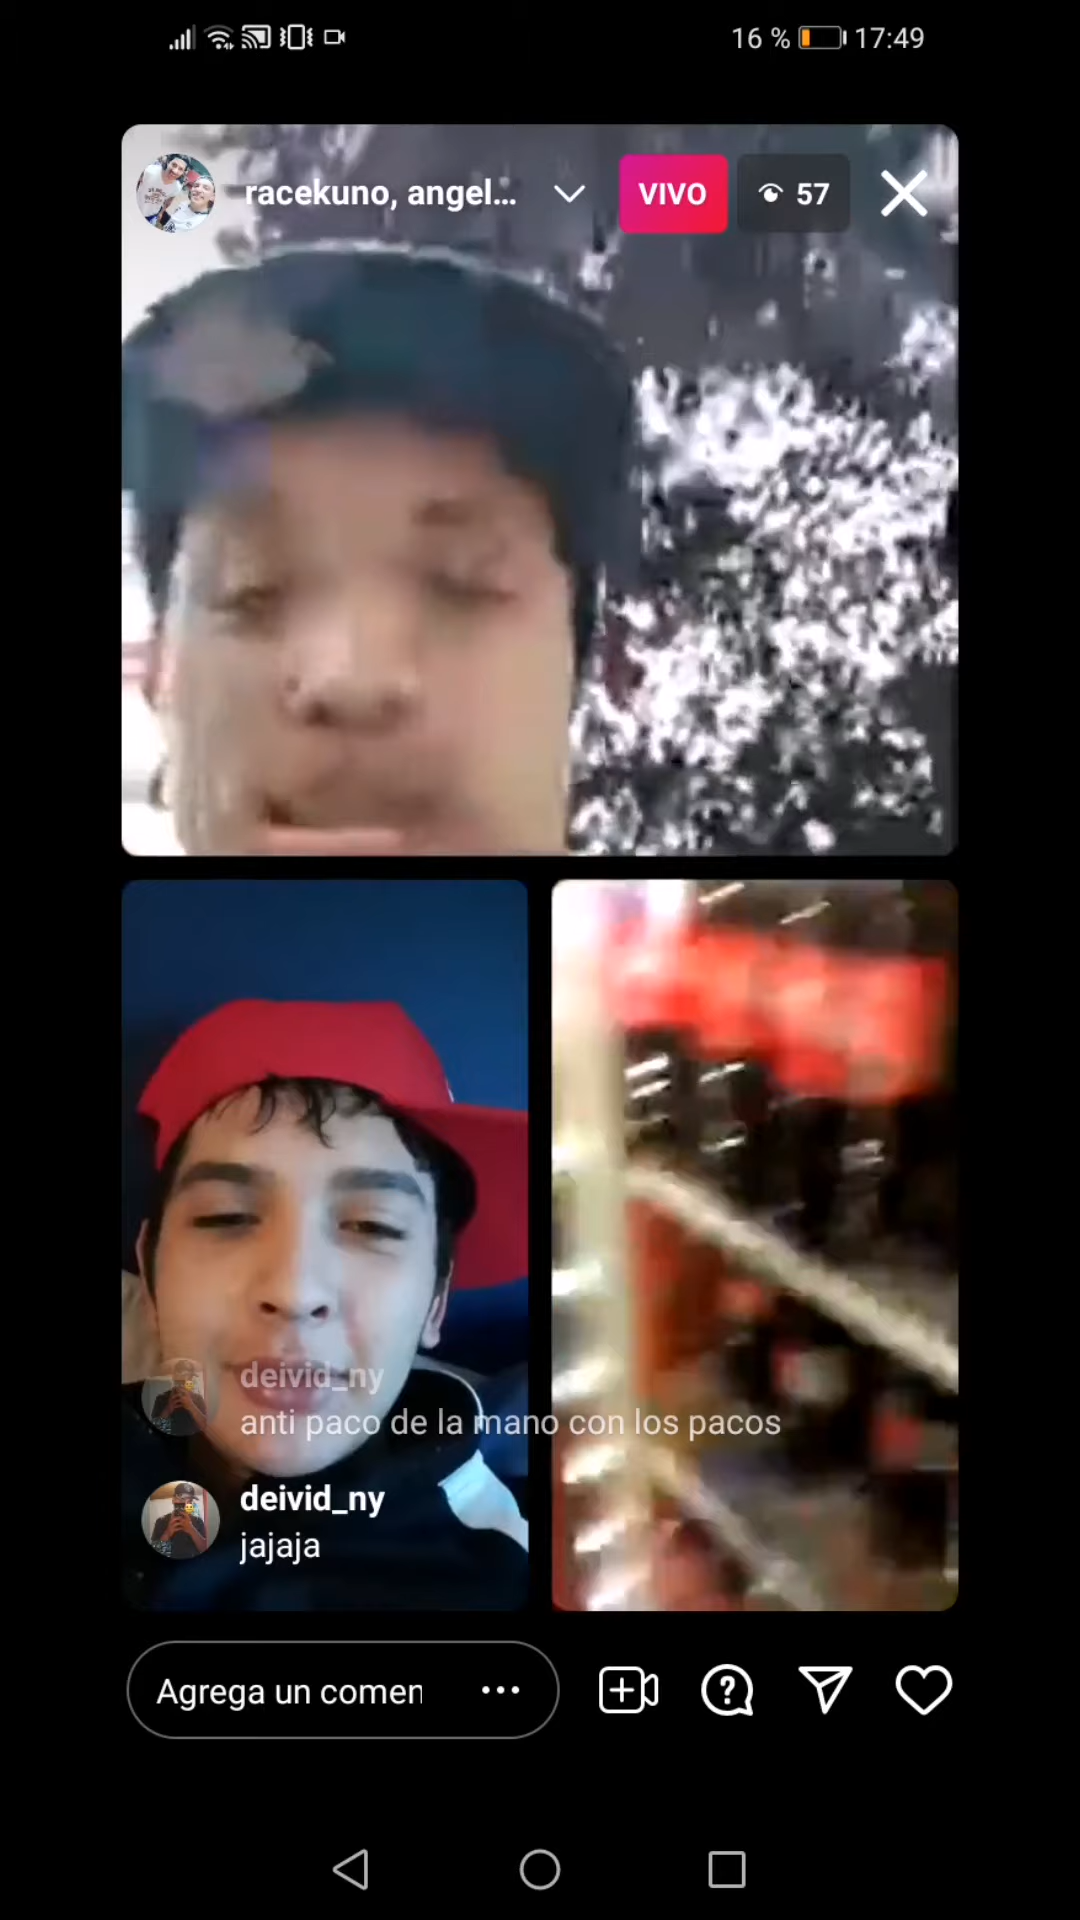 16 % 17:49
racekuno, angel... VIVO 57
deivid_ny
anti paco de la mano con los pacos
deivid_ny
jajaja
Agrega un comen